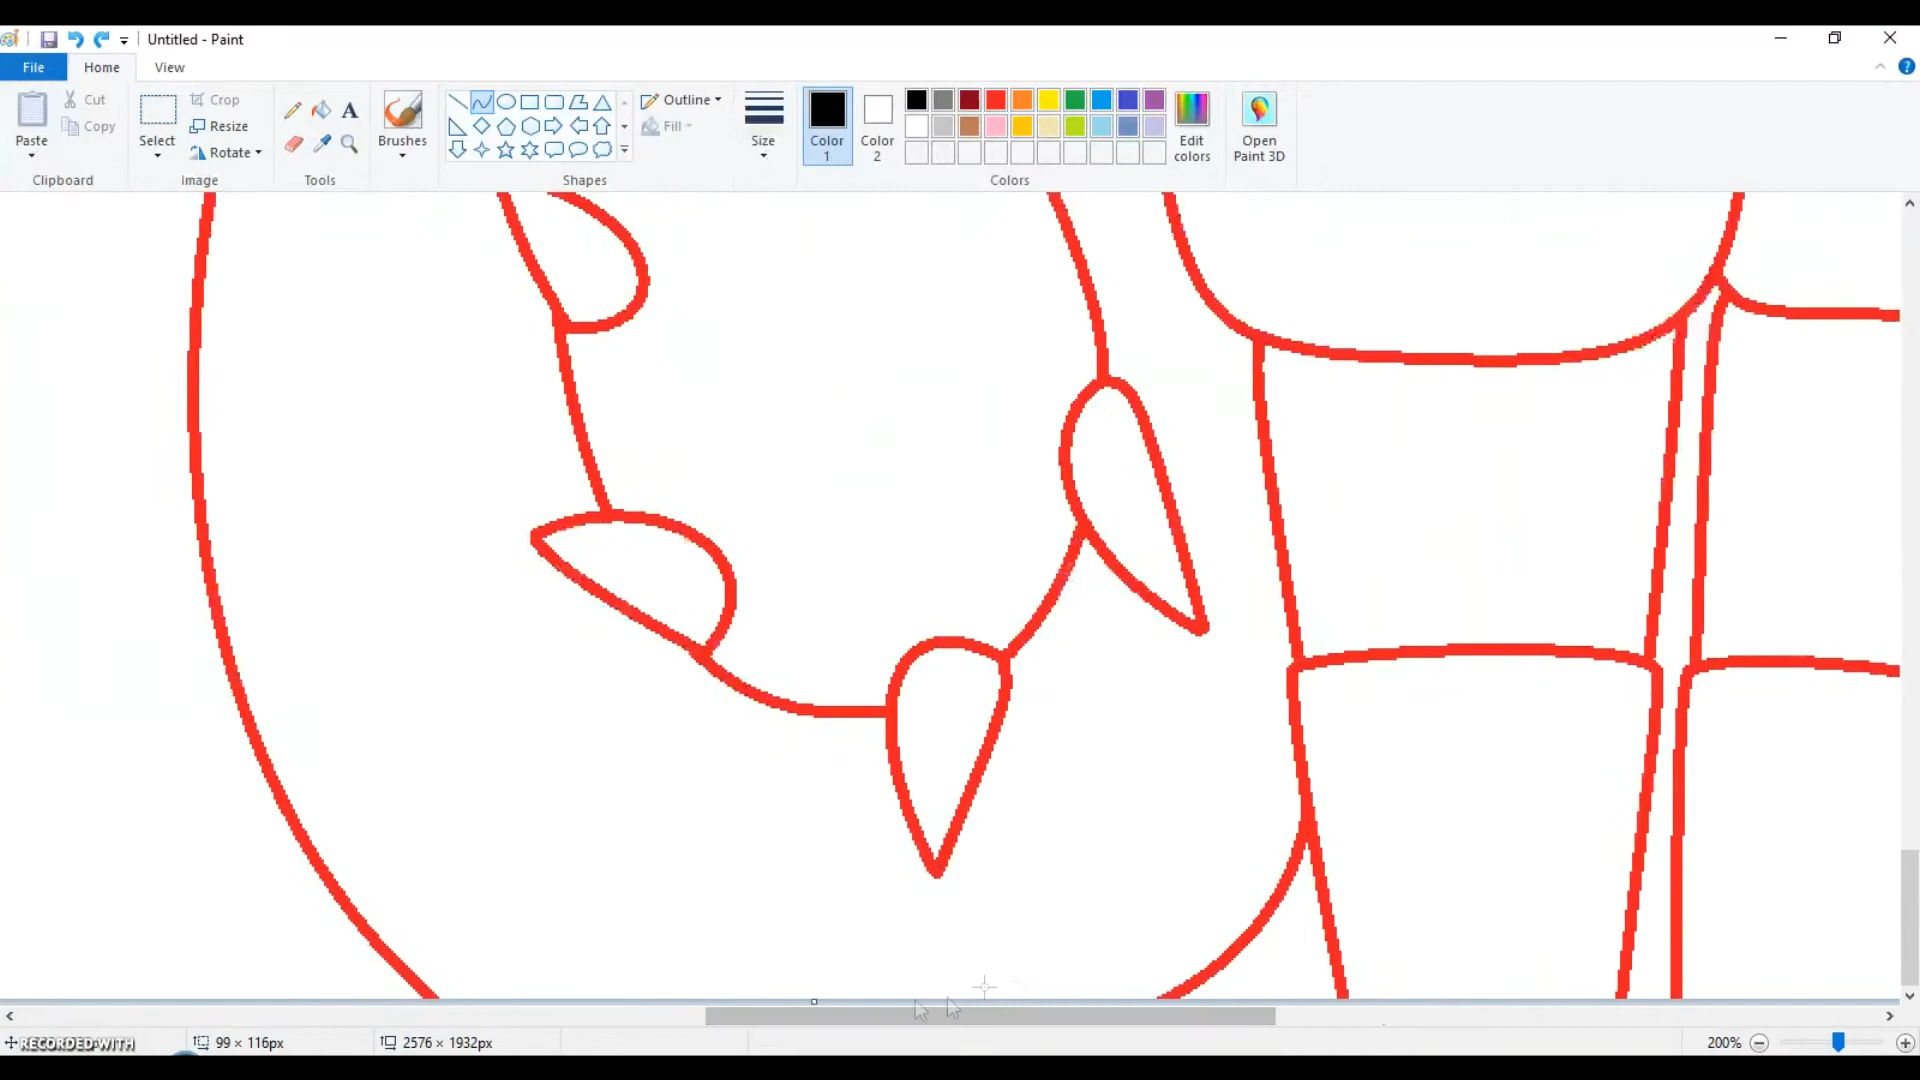 Untitled - Paint
File Home View
Paste
Cut
Copy
Clipboard
Select
Crop
Resize
Rotate
Image
A
Tools
Brushes
Shapes
Outline
Fill
Size
Color 1
Color 2
Edit colors
Colors
Open Paint 3D
RECORDED WITH
99 × 116px
2576 × 1932px
200%